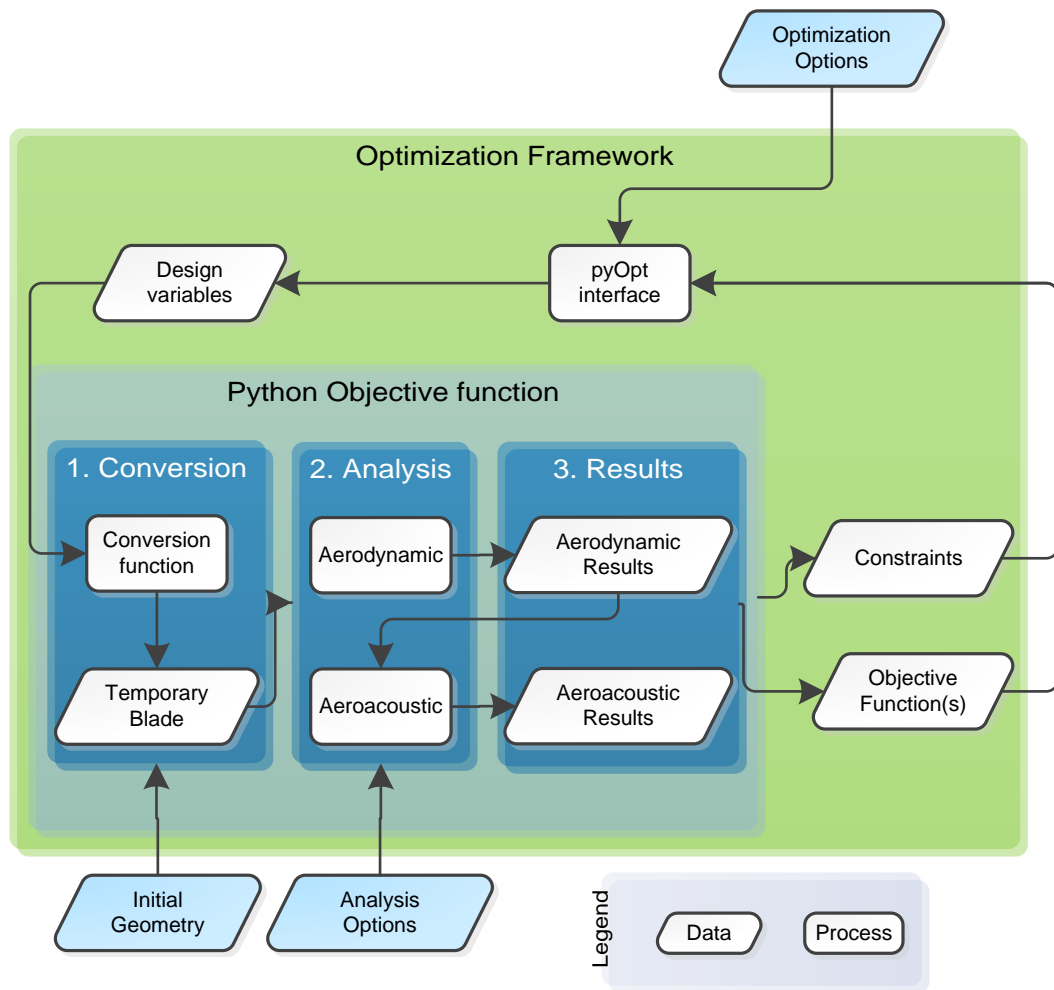 Optimization
Options
Optimization Framework
Design
variables
pyOpt
interface
Python Objective function
1. Conversion
2. Analysis
3. Results
Conversion
function
Aerodynamic
Aerodynamic
Results
Constraints
Temporary
Blade
Aeroacoustic
Aeroacoustic
Results
Objective
Function(s)
Initial
Geometry
Analysis
Options
Legend
Data
Process